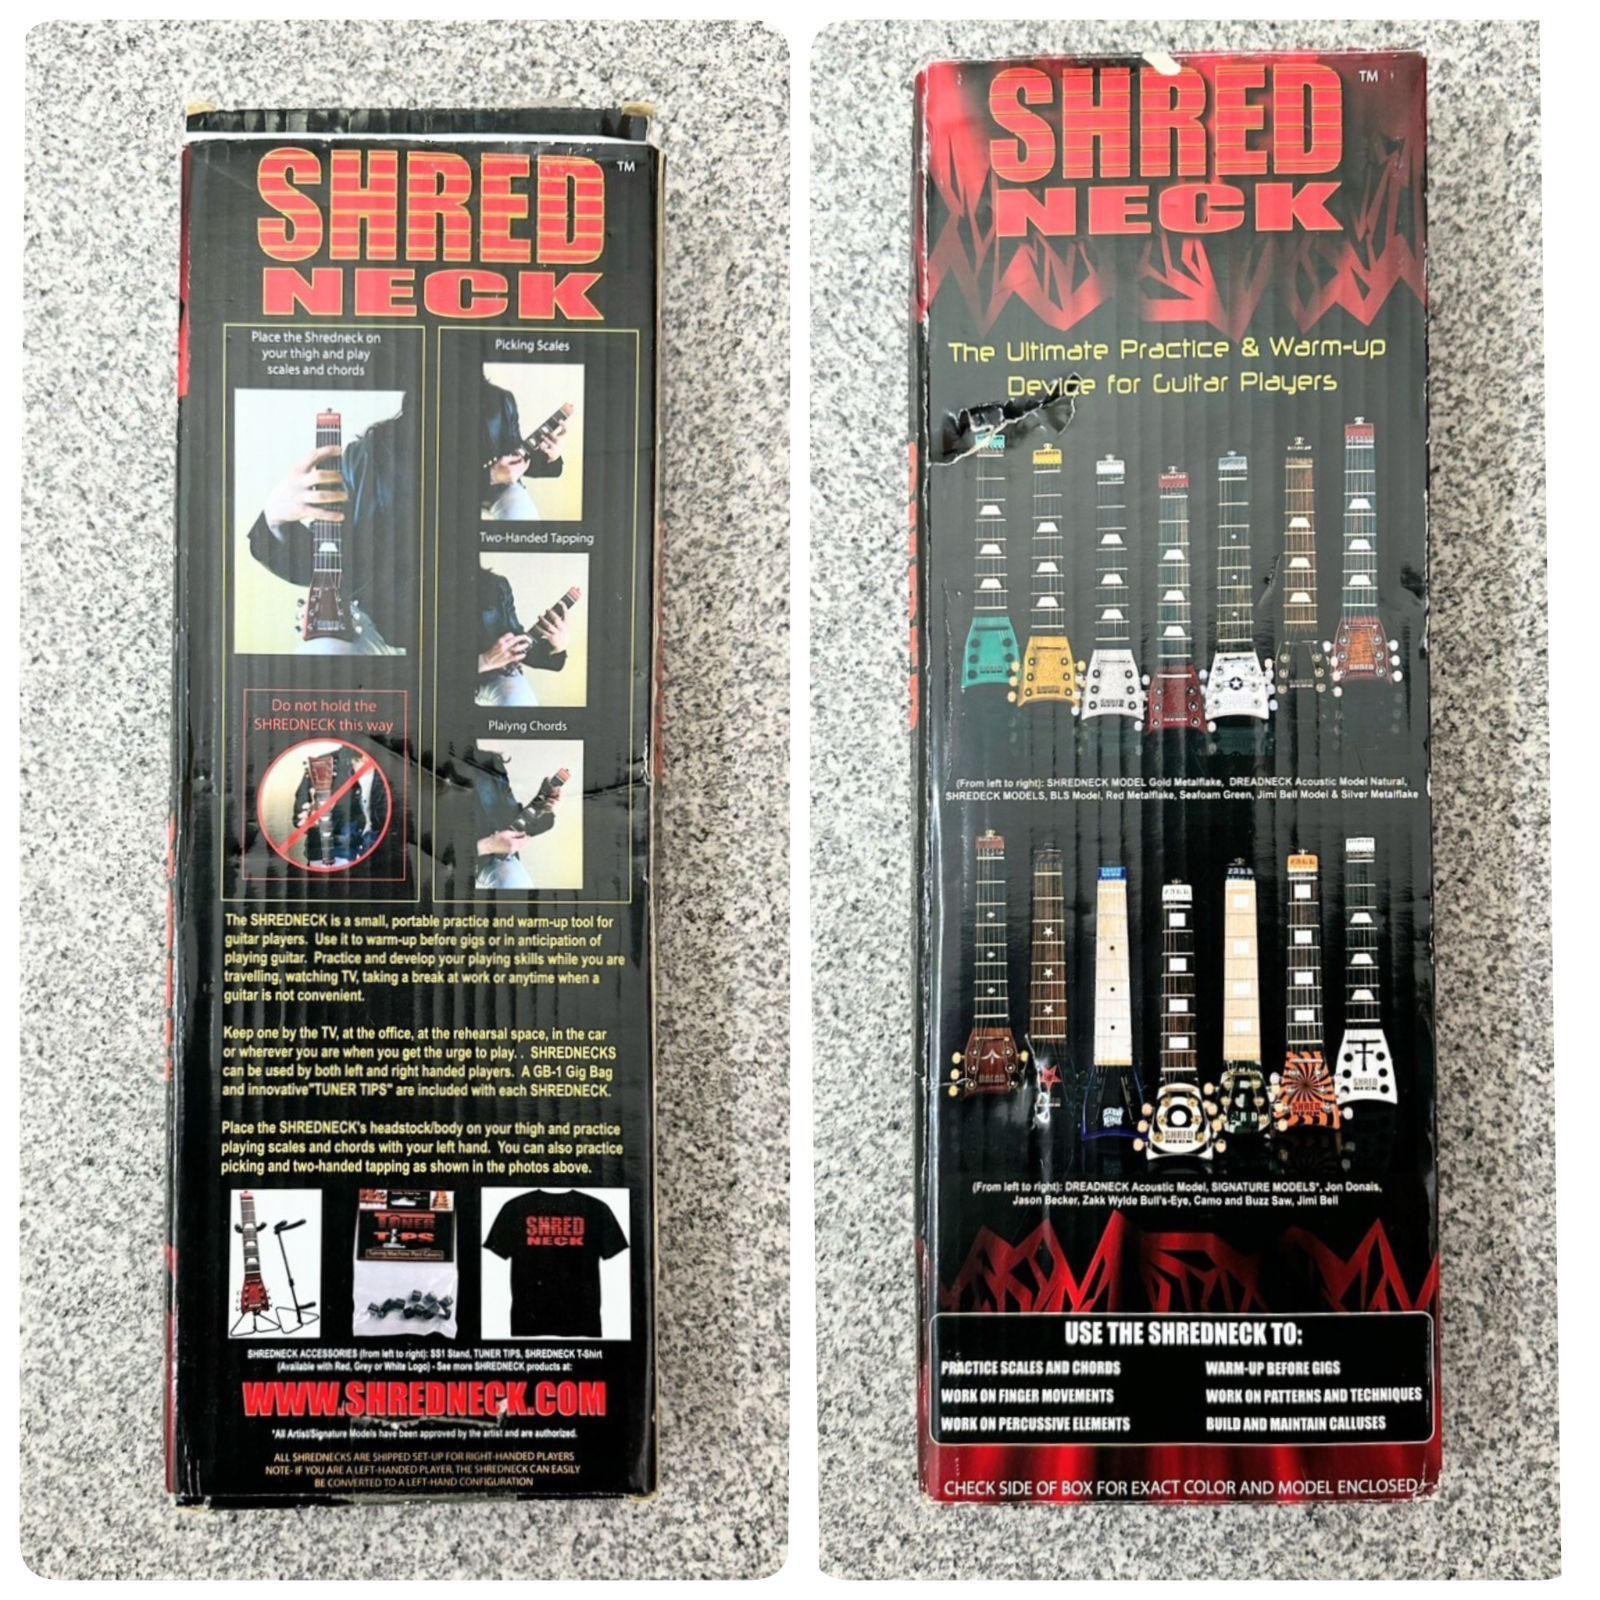 SHRED ™
NECK
Place the Shredneck on
your thigh and play
scales and chords
Do not hold the
SHREDNECK this way
Picking Scales
Two-Handed Tapping
Plaiyng Chords
The SHREDNECK is a small, portable practice and warm-up tool for
guitar players. Use it to warm-up before gigs or in anticipation of
playing guitar. Practice and develop your playing skills while you are
travelling, watching TV, taking a break at work or anytime when a
guitar is not convenient.
Keep one by the TV, at the office, at the rehearsal space, in the car
or wherever you are when you get the urge to play. . SHREDNECKS
can be used by both left and right handed players. A GB-1 Gig Bag
and innovative"TUNER TIPS" are included with each SHREDNECK.
Place the SHREDNECK's headstock/body on your thigh and practice
playing scales and chords with your left hand. You can also practice
picking and two-handed tapping as shown in the photos above.
TUNER
TIPS
SHRED
NECK
SHREDNECK ACCESSORIES (from left to right): SS1 Stand, TUNER TIPS, SHREDNECK T-Shirt
(Available with Red, Grey or White Logo) - See more SHREDNECK products at:
WWW.SHREDNECK.COM
*All Artist/Signature Models have been approved by the artist and are authorized.
ALL SHREDNECKS ARE SHIPPED SET-UP FOR RIGHT-HANDED PLAYERS
NOTE- IF YOU ARE A LEFT-HANDED PLAYER, THE SHREDNECK CAN EASILY
BE CONVERTED TO A LEFT-HAND CONFIGURATION
SHRED ™
NECK
The Ultimate Practice & Warm-up
Device for Guitar Players
(From left to right): SHREDNECK MODEL Gold Metalflake, DREADNECK Acoustic Model Natural,
SHREDECK MODELS, BLS Model, Red Metalflake, Seafoam Green, Jimi Bell Model & Silver Metalflake
SHRED
NECK
SHRED
NECK
SHRED
NECK
(From left to right): DREADNECK Acoustic Model, SIGNATURE MODELS*, Jon Donais,
Jason Becker, Zakk Wylde Bull's-Eye, Camo and Buzz Saw, Jimi Bell
USE THE SHREDNECK TO:
PRACTICE SCALES AND CHORDS
WORK ON FINGER MOVEMENTS
WORK ON PERCUSSIVE ELEMENTS
WARM-UP BEFORE GIGS
WORK ON PATTERNS AND TECHNIQUES
BUILD AND MAINTAIN CALLUSES
CHECK SIDE OF BOX FOR EXACT COLOR AND MODEL ENCLOSED